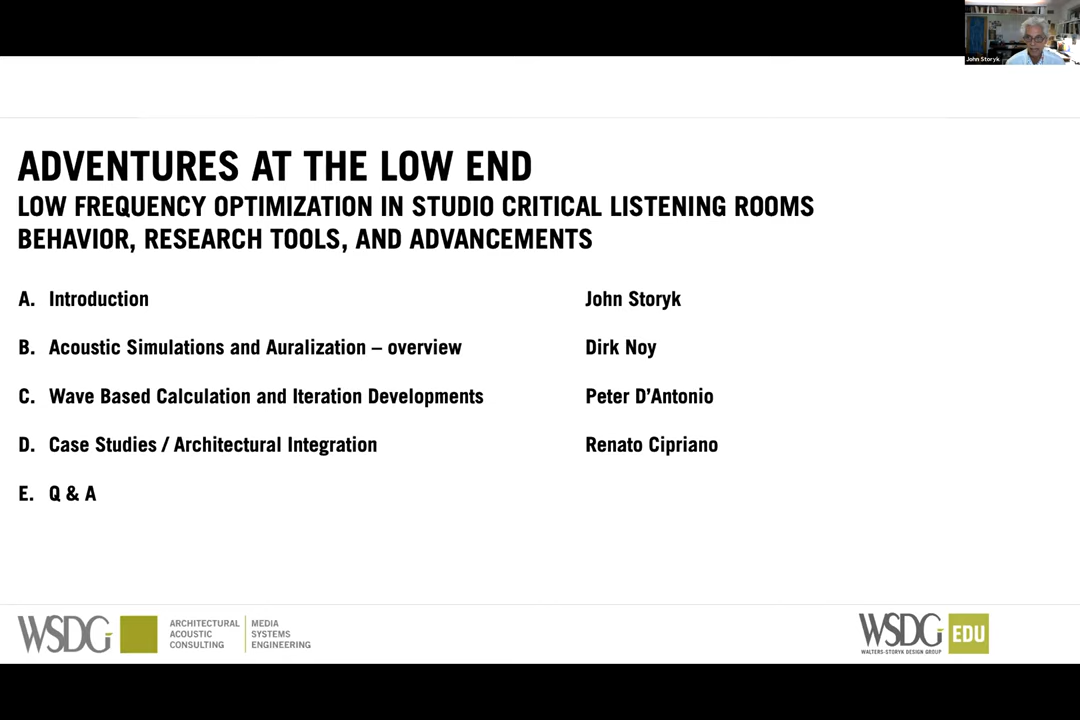 John Storyk
ADVENTURES AT THE LOW END
LOW FREQUENCY OPTIMIZATION IN STUDIO CRITICAL LISTENING ROOMS
BEHAVIOR, RESEARCH TOOLS, AND ADVANCEMENTS
A. Introduction John Storyk
B. Acoustic Simulations and Auralization – overview Dirk Noy
C. Wave Based Calculation and Iteration Developments Peter D’Antonio
D. Case Studies / Architectural Integration Renato Cipriano
E. Q & A
WSDG
ARCHITECTURAL
ACOUSTIC
CONSULTING
MEDIA
SYSTEMS
ENGINEERING
WSDG EDU
WALTERS-STORYK DESIGN GROUP